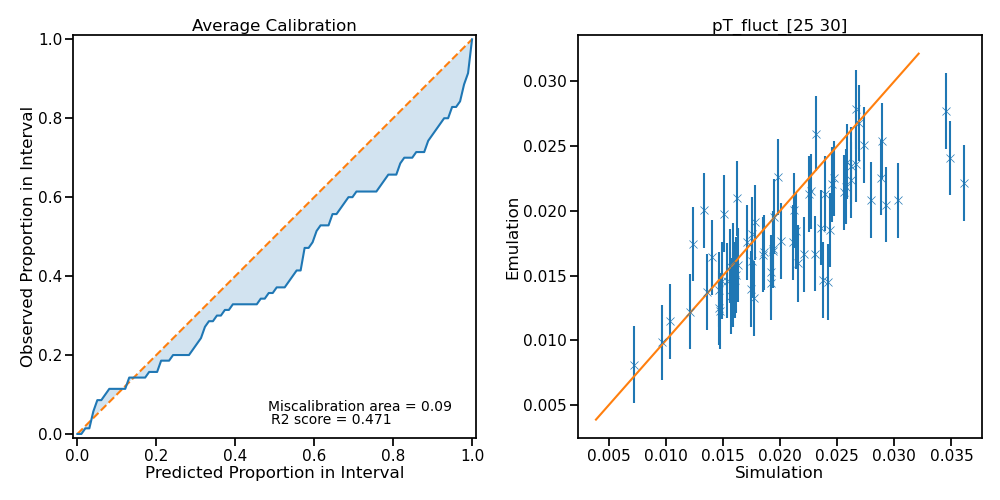 Average Calibration
1.0
0.8
0.6
0.4
0.2
0.0
Observed Proportion in Interval
Miscalibration area = 0.09
R2 score = 0.471
0.0 0.2 0.4 0.6 0.8 1.0
Predicted Proportion in Interval
pT fluct [25 30]
0.030
0.025
0.020
0.015
0.010
0.005
Emulation
0.005 0.010 0.015 0.020 0.025 0.030 0.035
Simulation